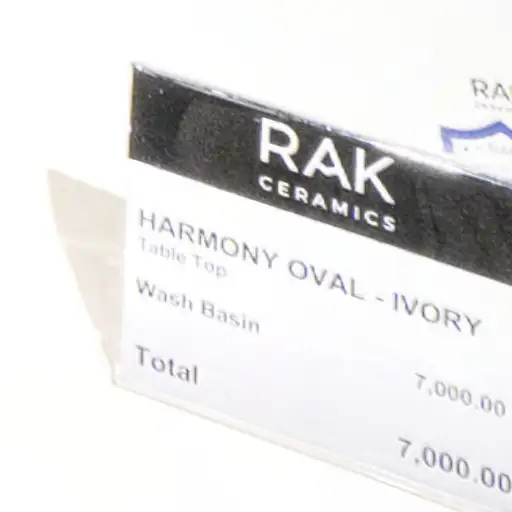 RAK
CERAMICS
HARMONY OVAL - IVORY
Table Top
Wash Basin
7,000.00
Total
7,000.00